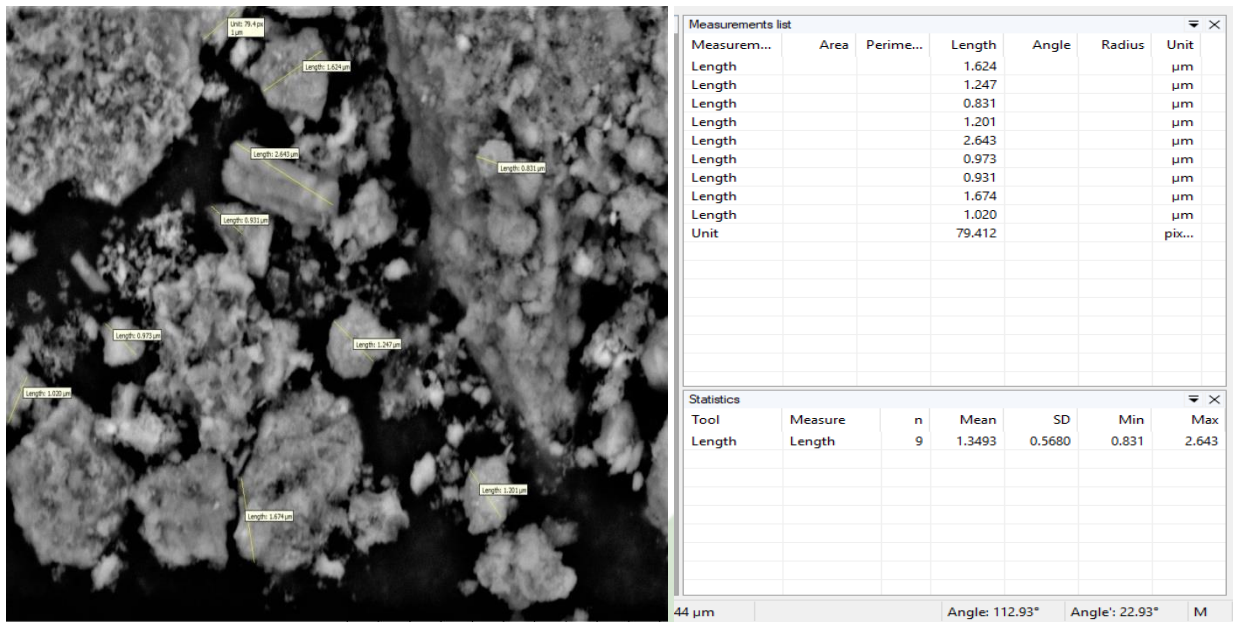 Unit: 79.4 px
1 µm
Length: 1.624 µm
Length: 2.643 µm
Length: 0.831 µm
Length: 0.931 µm
Length: 0.973 µm
Length: 1.247 µm
Length: 1.020 µm
Length: 1.201 µm
Length: 1.674 µm
Measurements list
Measurem... Area Perime... Length Angle Radius Unit
Length 1.624 µm
Length 1.247 µm
Length 0.831 µm
Length 1.201 µm
Length 2.643 µm
Length 0.973 µm
Length 0.931 µm
Length 1.674 µm
Length 1.020 µm
Unit 79.412 pix...
Statistics
Tool Measure n Mean SD Min Max
Length Length 9 1.3493 0.5680 0.831 2.643
44 µm Angle: 112.93° Angle': 22.93° M